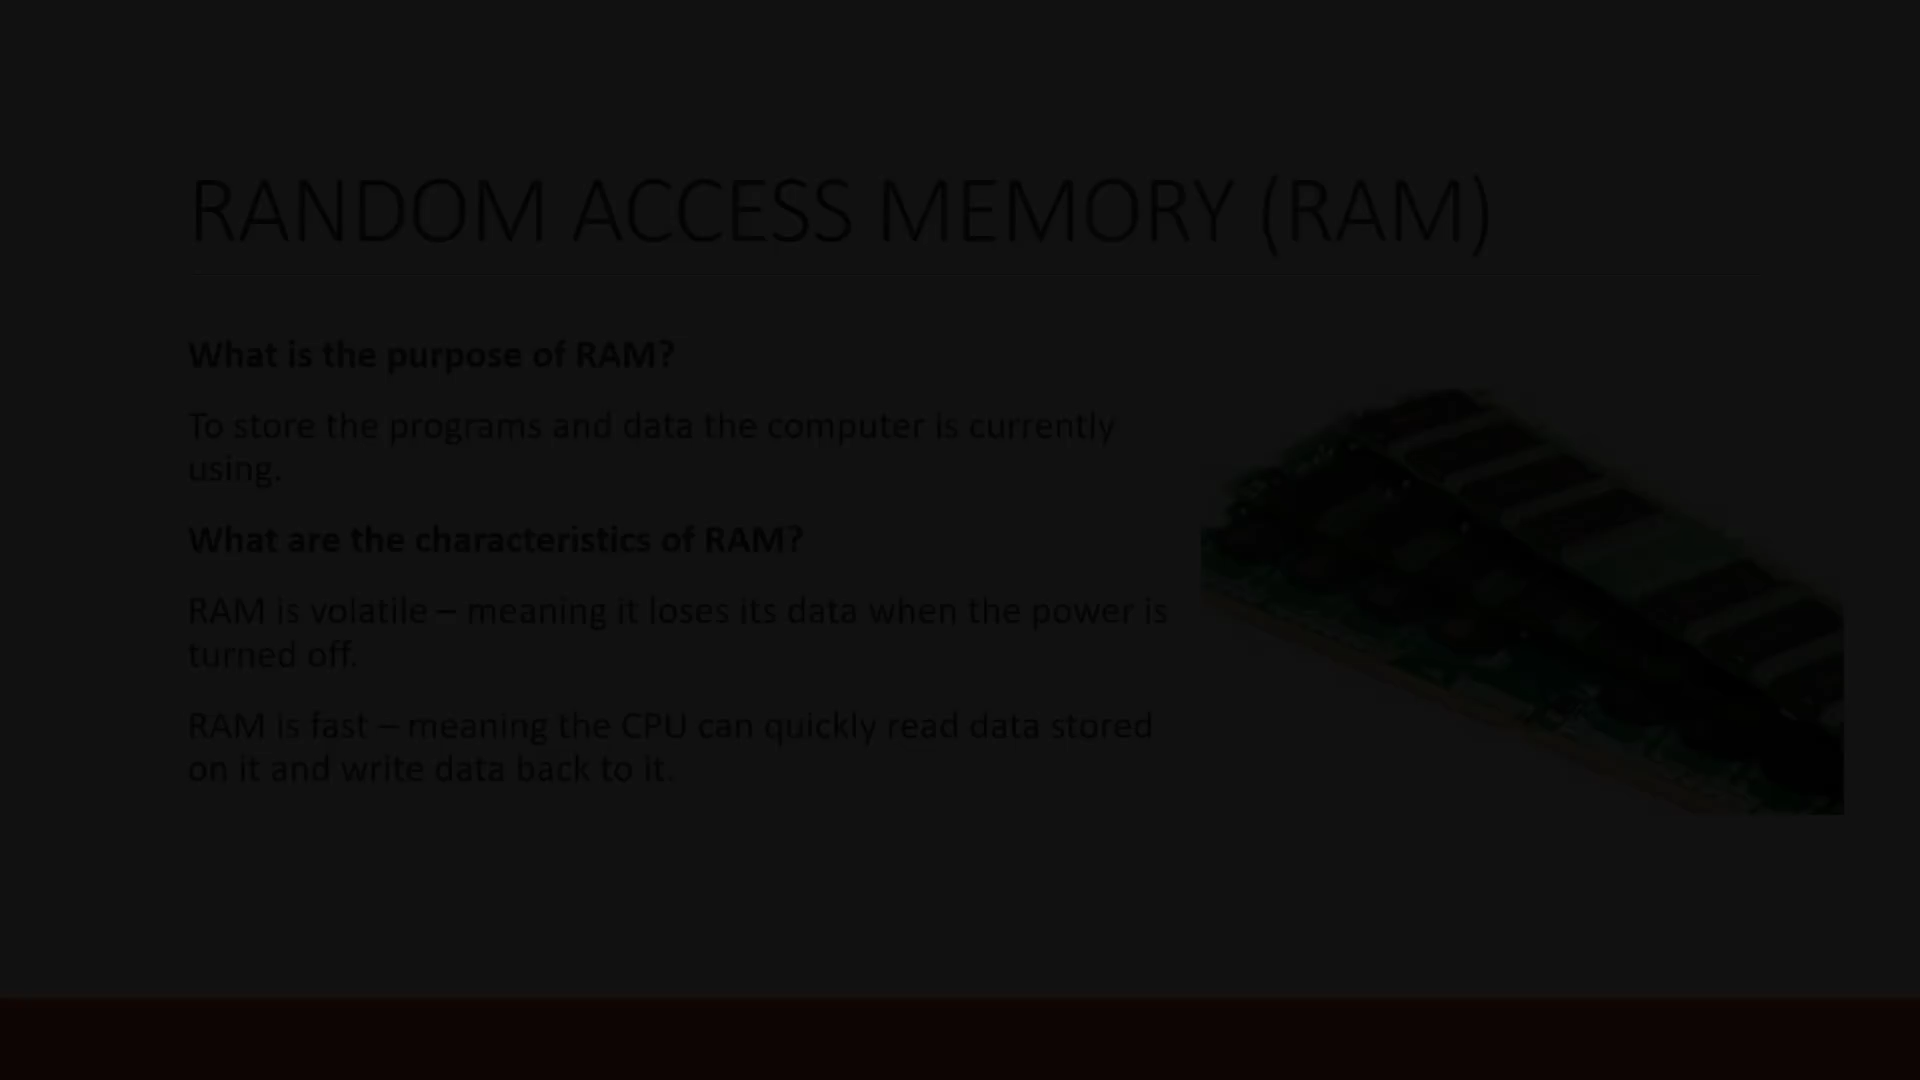 RANDOM ACCESS MEMORY (RAM)
What is the purpose of RAM?
To store the programs and data the computer is currently
using.
What are the characteristics of RAM?
RAM is volatile – meaning it loses its data when the power is
turned off.
RAM is fast – meaning the CPU can quickly read data stored
on it and write data back to it.